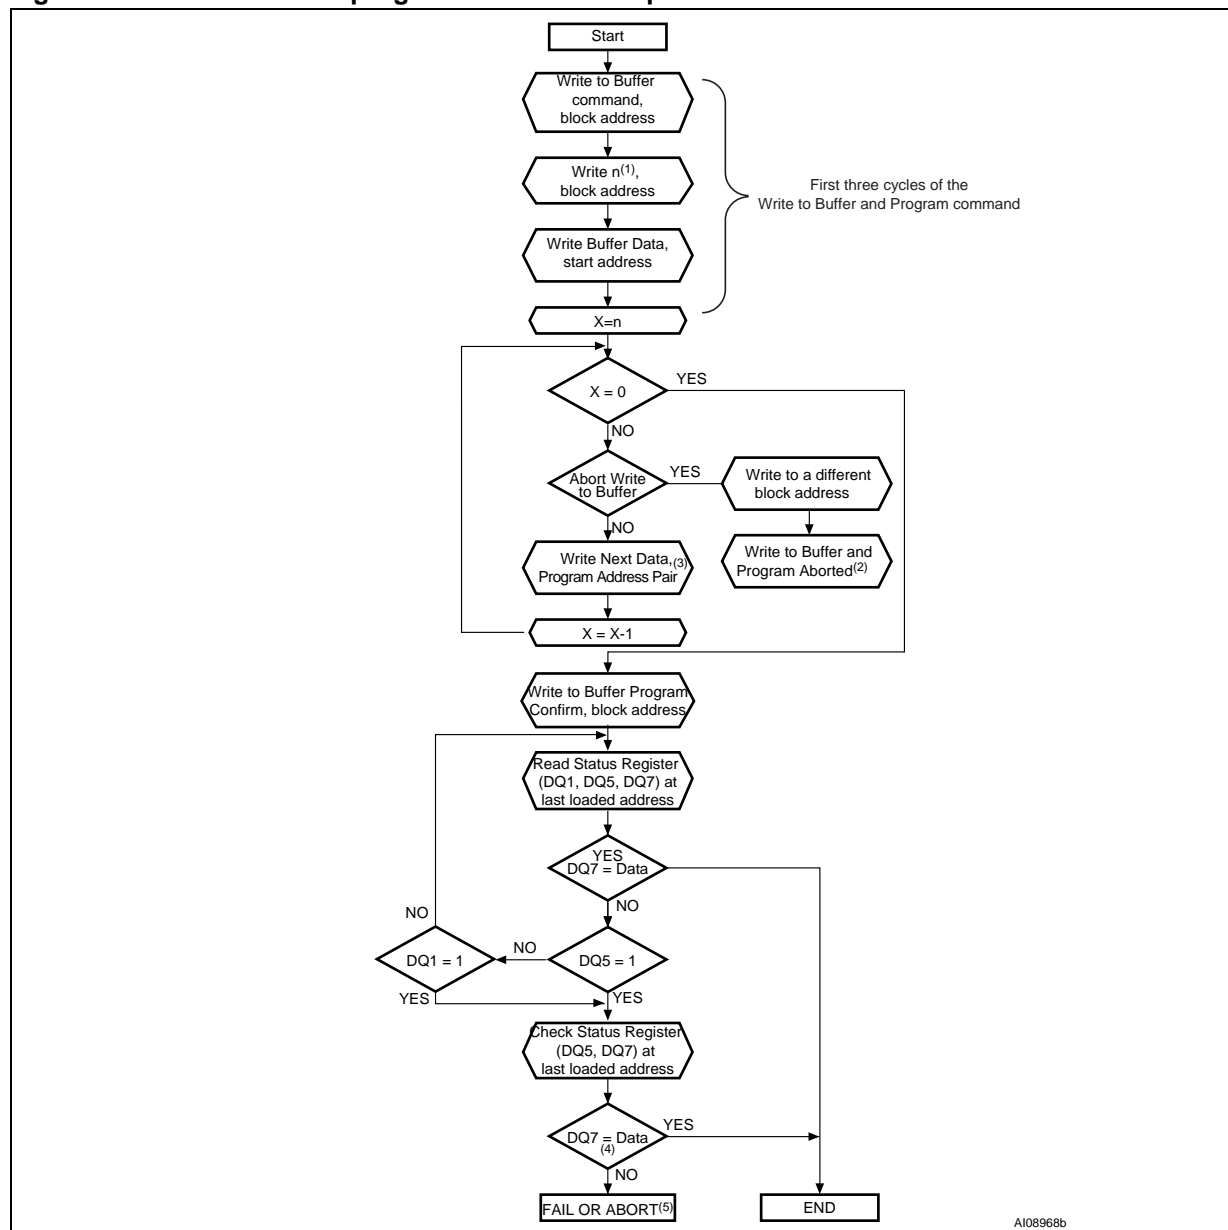 Start
Write to Buffer
command,
block address
Write n(1),
block address
First three cycles of the
Write to Buffer and Program command
Write Buffer Data,
start address
X=n
X = 0
YES
NO
Abort Write
to Buffer
YES
Write to a different
block address
NO
Write Next Data,(3)
Program Address Pair
Write to Buffer and
Program Aborted(2)
X = X-1
Write to Buffer Program
Confirm, block address
Read Status Register
(DQ1, DQ5, DQ7) at
last loaded address
YES
DQ7 = Data
NO
NO
DQ1 = 1
NO
DQ5 = 1
YES
YES
Check Status Register
(DQ5, DQ7) at
last loaded address
YES
DQ7 = Data
(4)
NO
FAIL OR ABORT(5)
END
AI08968b